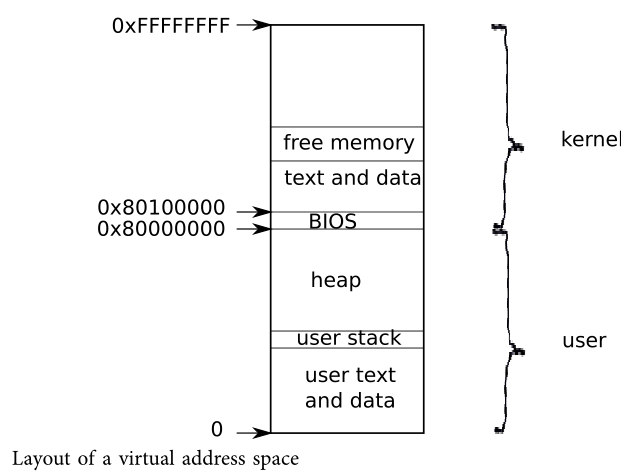 0xFFFFFFFF
free memory
kernel
text and data
0x80100000
BIOS
0x80000000
heap
user stack
user
user text
and data
0
Layout of a virtual address space